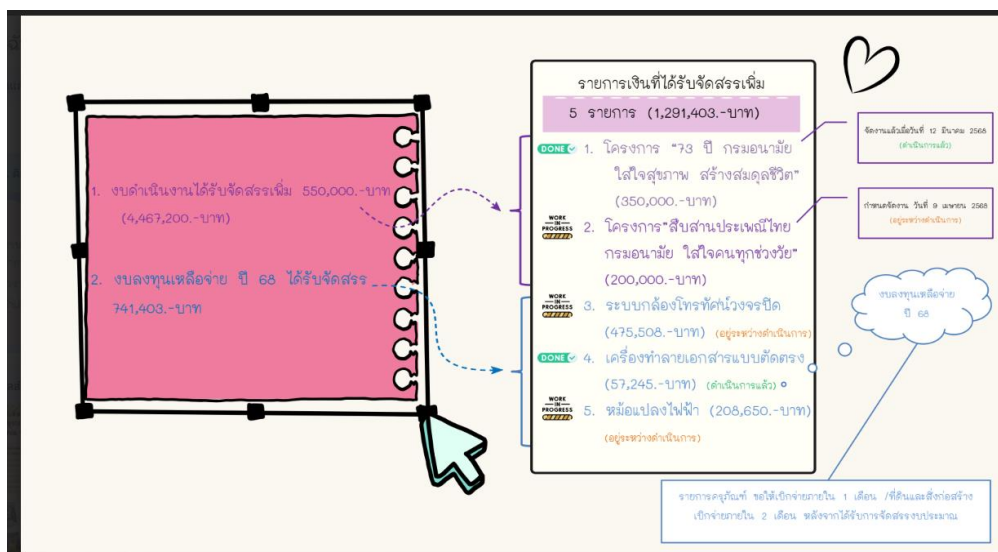 1. งบดำเนินงานได้รับจัดสรรเพิ่ม 550,000.-บาท
(4,467,200.-บาท)
2. งบลงทุนเหลือจ่าย ปี 68 ได้รับจัดสรร
741,403.-บาท
รายการเงินที่ได้รับจัดสรรเพิ่ม
5 รายการ (1,291,403.-บาท)
DONE 1. โครงการ "73 ปี กรมอนามัย
ใส่ใจสุขภาพ สร้างสมดุลชีวิต"
(350,000.-บาท)
WORK
-IN-
PROGRESS
2. โครงการ"สืบสานประเพณีไทย
กรมอนามัย ใส่ใจคนทุกช่วงวัย"
(200,000.-บาท)
WORK
-IN-
PROGRESS
3. ระบบกล้องโทรทัศน์วงจรปิด
(475,508.-บาท) (อยู่ระหว่างดำเนินการ)
DONE 4. เครื่องทำลายเอกสารแบบตัดตรง
(57,245.-บาท) (ดำเนินการแล้ว)
WORK
-IN-
PROGRESS
5. หม้อแปลงไฟฟ้า (208,650.-บาท)
(อยู่ระหว่างดำเนินการ)
จัดงานแล้วเมื่อวันที่ 12 มีนาคม 2568
(ดำเนินการแล้ว)
กำหนดจัดงาน วันที่ 9 เมษายน 2568
(อยู่ระหว่างดำเนินการ)
งบลงทุนเหลือจ่าย
ปี 68
รายการครุภัณฑ์ ขอให้เบิกจ่ายภายใน 1 เดือน /ที่ดินและสิ่งก่อสร้าง
เบิกจ่ายภายใน 2 เดือน หลังจากได้รับการจัดสรรงบประมาณ